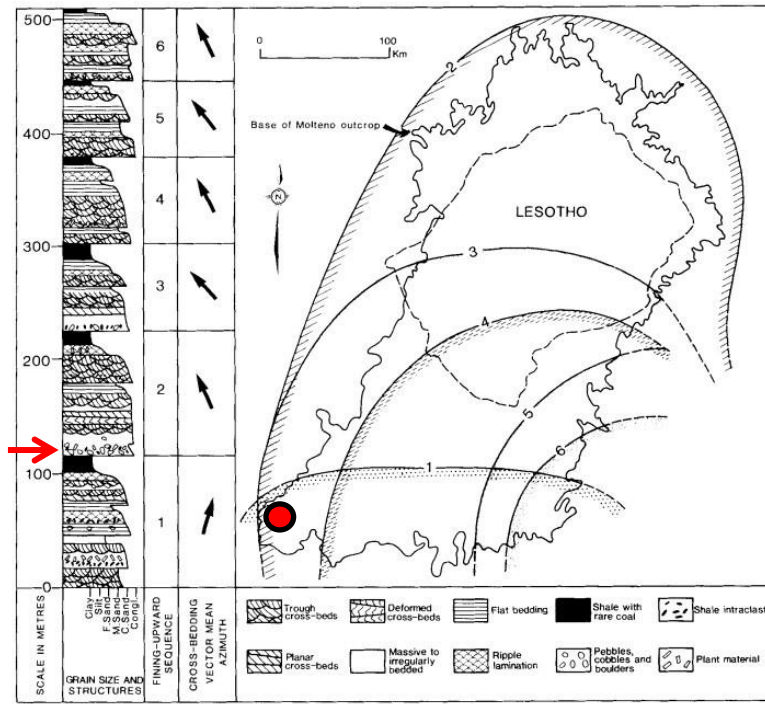 500
400
300
200
100
0
SCALE IN METRES
Clay
Silt
F.Sand
M.Sand
C.Sand
Congl.
GRAIN SIZE AND
STRUCTURES
6
5
4
3
2
1
FINING-UPWARD
SEQUENCE
CROSS-BEDDING
VECTOR MEAN
AZIMUTH
0 100
Km
2
Base of Molteno outcrop
N
LESOTHO
3
4
5
6
1
Trough
cross-beds
Deformed
cross-beds
Flat bedding
Shale with
rare coal
Shale intraclast
Planar
cross-beds
Massive to
irregularly
bedded
Ripple
lamination
Pebbles,
cobbles and
boulders
Plant material